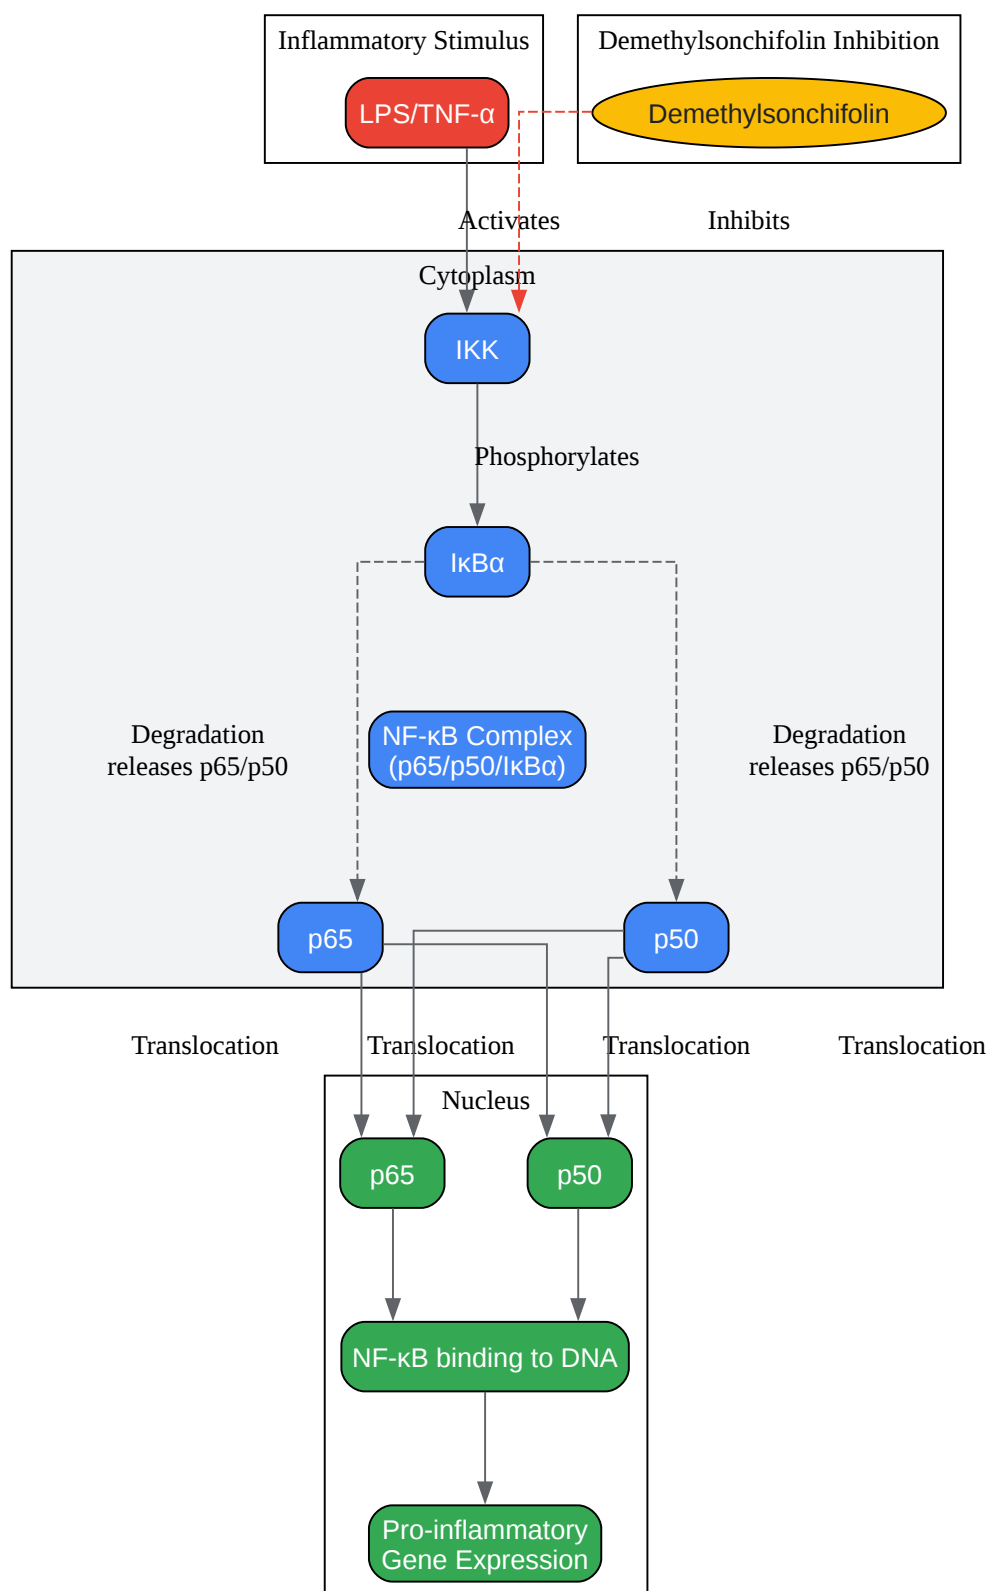 Inflammatory Stimulus
Demethylsonchifolin Inhibition
LPS/TNF-α
Demethylsonchifolin
Activates
Inhibits
Cytoplasm
IKK
Phosphorylates
IκBα
Degradation
releases p65/p50
NF-κB Complex
(p65/p50/IκBα)
Degradation
releases p65/p50
p65
p50
Translocation
Translocation
Translocation
Translocation
Nucleus
p65
p50
NF-κB binding to DNA
Pro-inflammatory
Gene Expression